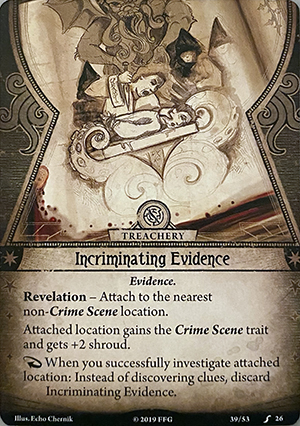 TREACHERY
Incriminating Evidence
Evidence.
Revelation – Attach to the nearest
non-Crime Scene location.
Attached location gains the Crime Scene trait
and gets +2 shroud.
When you successfully investigate attached
location: Instead of discovering clues, discard
Incriminating Evidence.
Illus. Echo Chernik
© 2019 FFG
39/53
26